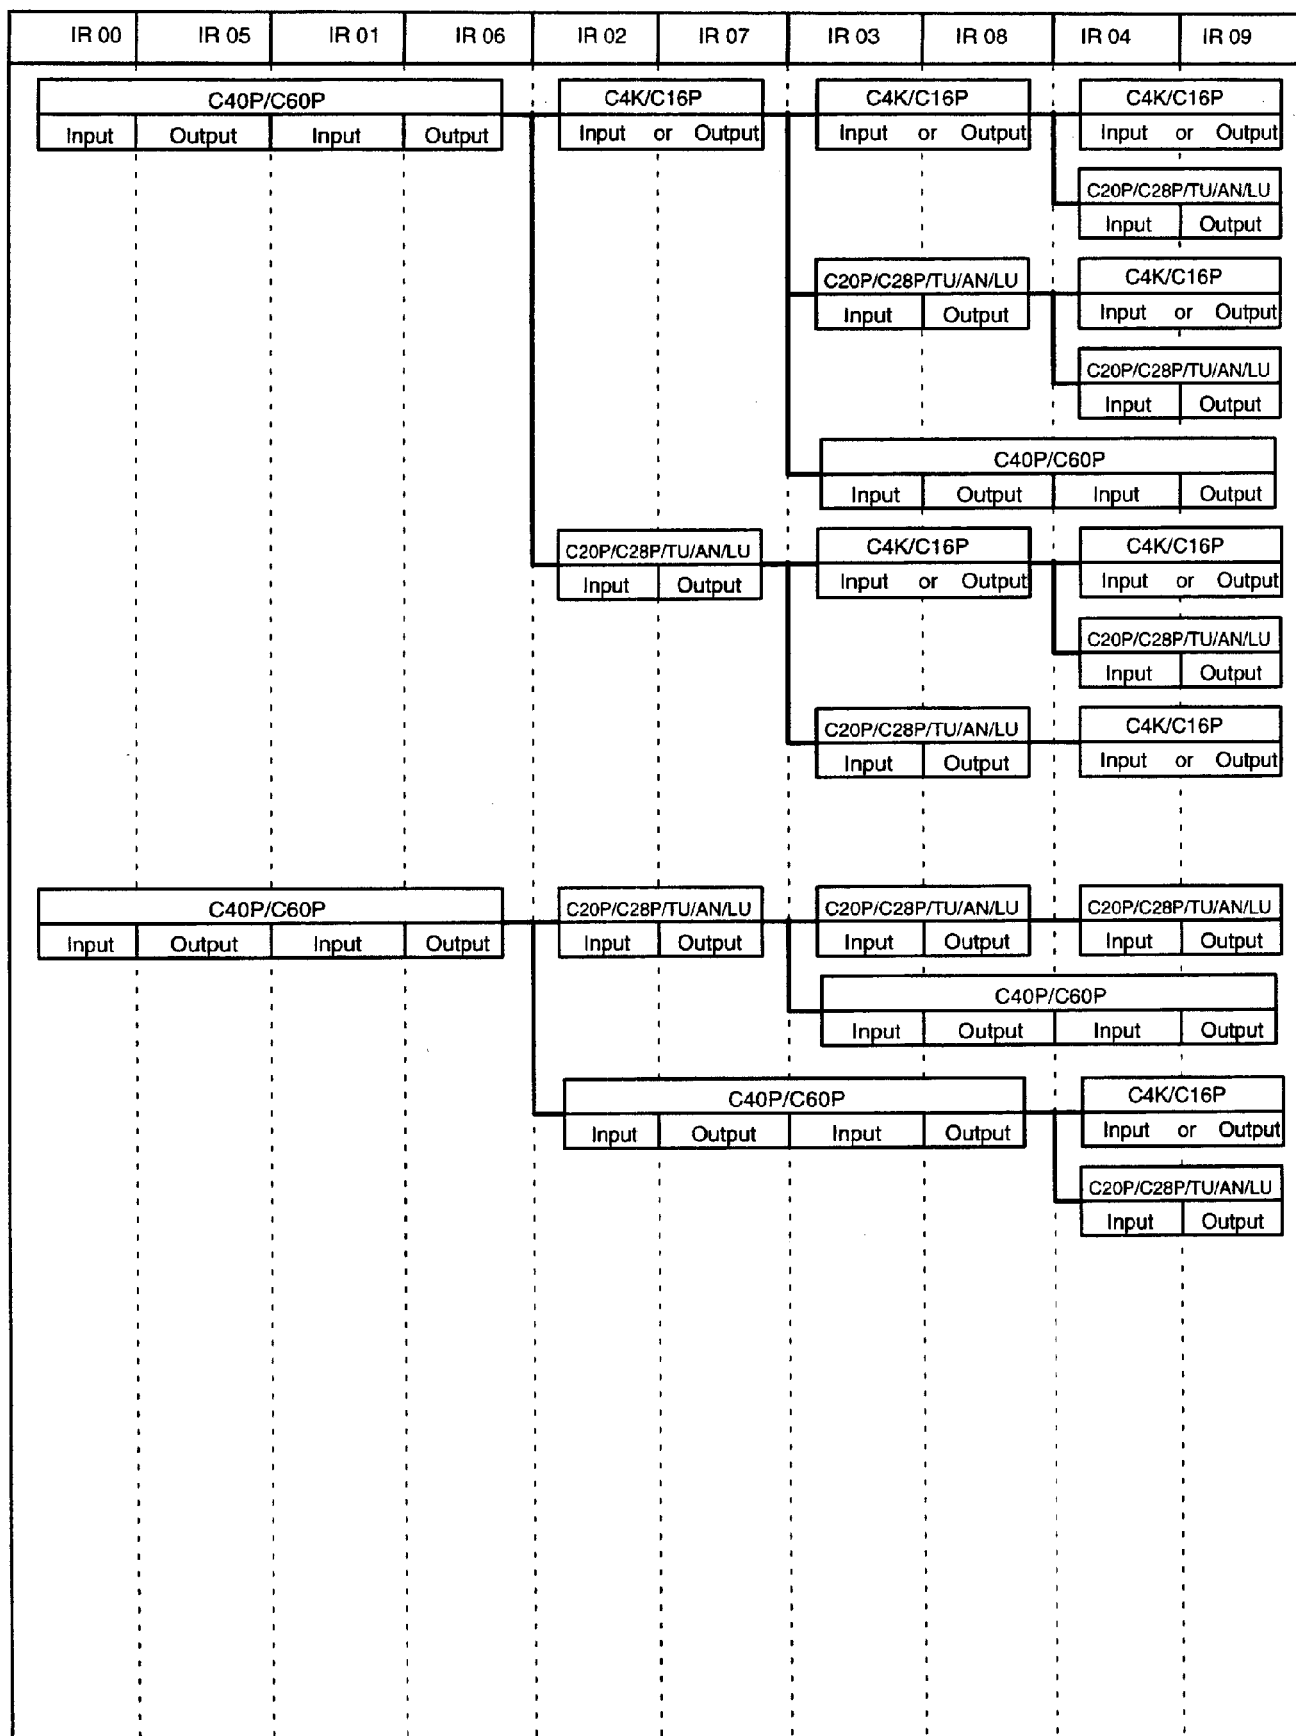 IR 00 IR 05 IR 01 IR 06 IR 02 IR 07 IR 03 IR 08 IR 04 IR 09
C40P/C60P C4K/C16P C4K/C16P C4K/C16P
Input Output Input Output Input or Output Input or Output Input or Output
C20P/C28P/TU/AN/LU
Input Output
C20P/C28P/TU/AN/LU C4K/C16P
Input Output Input or Output
C20P/C28P/TU/AN/LU
Input Output
C40P/C60P
Input Output Input Output
C20P/C28P/TU/AN/LU C4K/C16P C4K/C16P
Input Output Input or Output Input or Output
C20P/C28P/TU/AN/LU
Input Output
C20P/C28P/TU/AN/LU C4K/C16P
Input Output Input or Output
C40P/C60P C20P/C28P/TU/AN/LU C20P/C28P/TU/AN/LU C20P/C28P/TU/AN/LU
Input Output Input Output Input Output Input Output Input Output
C40P/C60P
Input Output Input Output
C40P/C60P C4K/C16P
Input Output Input Output Input or Output
C20P/C28P/TU/AN/LU
Input Output